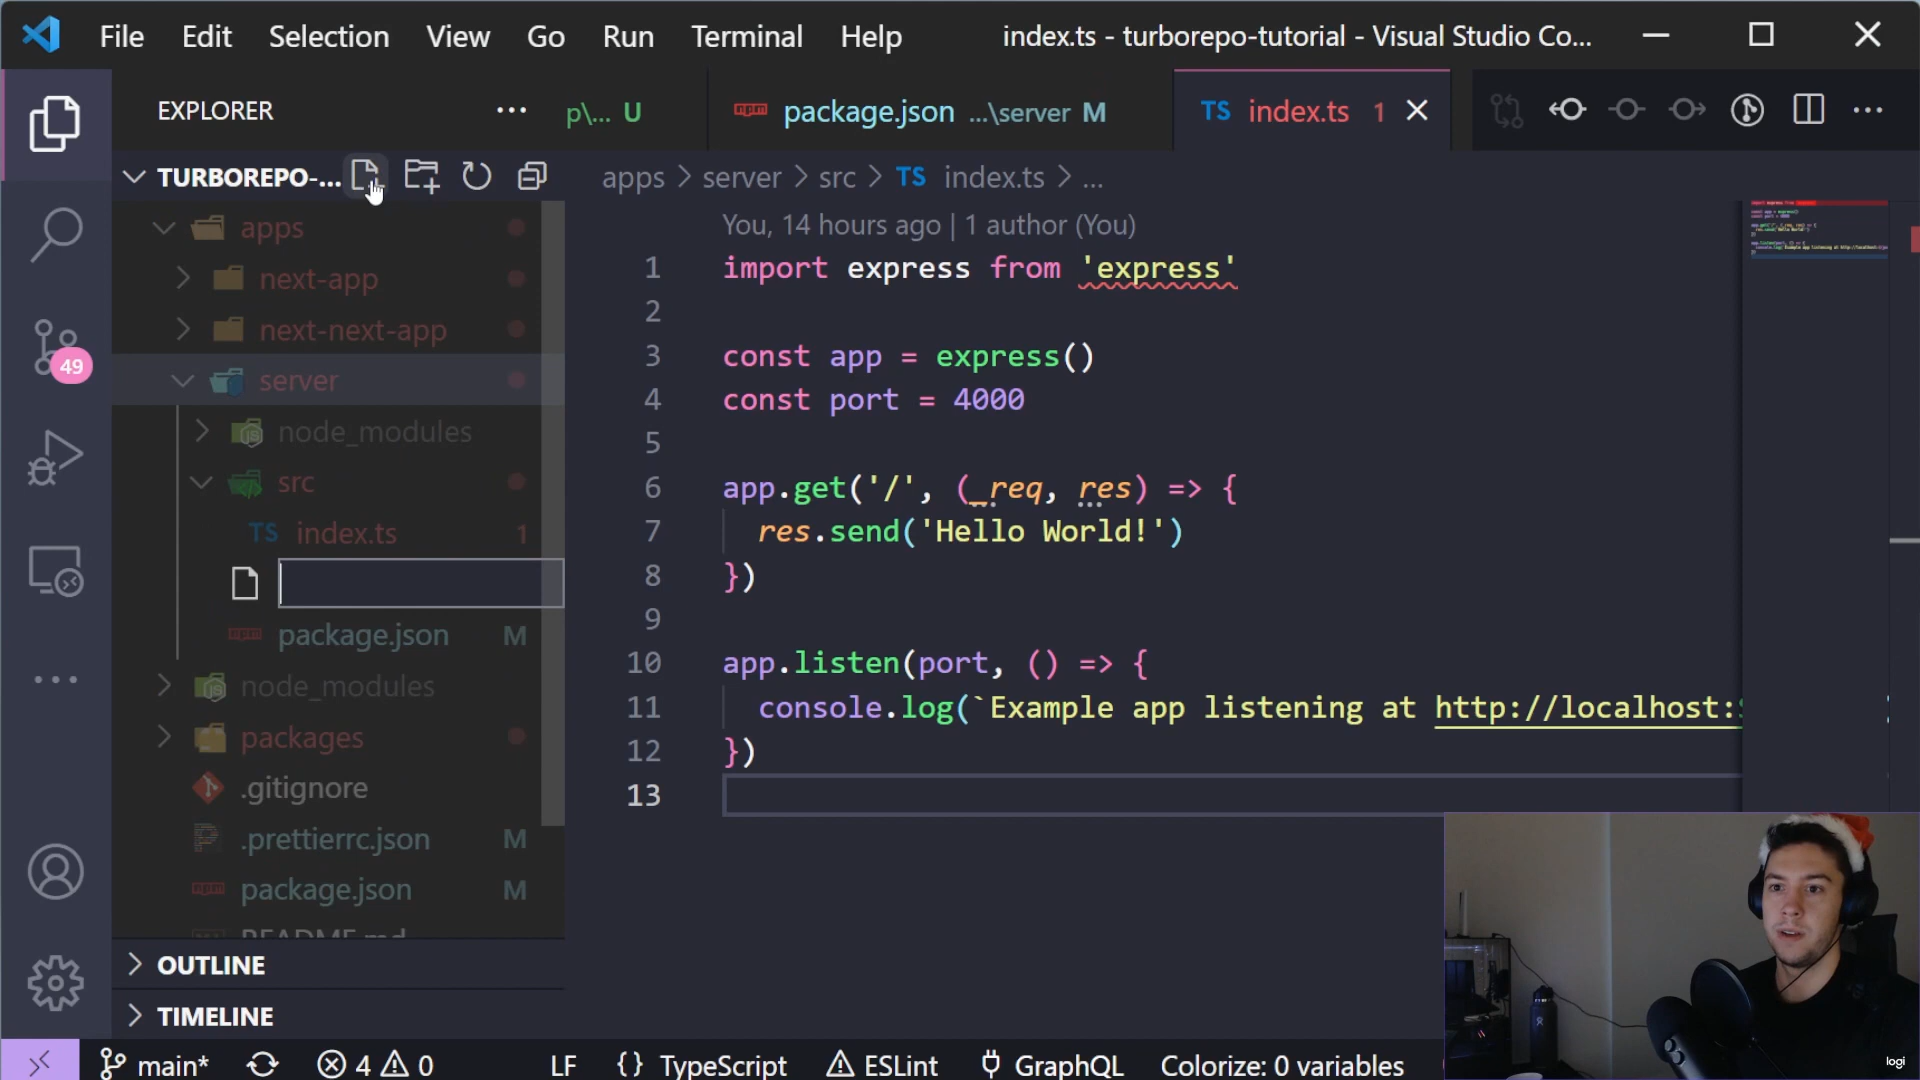 File Edit Selection View Go Run Terminal Help index.ts - turborepo-tutorial - Visual Studio Co...
EXPLORER
p\... U
package.json ...\server M
TS index.ts 1
TURBOREPO-...
apps > server > src > TS index.ts > ...
apps
next-app
next-next-app
server
node_modules
src
TS index.ts 1
package.json M
node_modules
packages
.gitignore
.prettierrc.json M
package.json M
README.md
OUTLINE
TIMELINE
49
You, 14 hours ago | 1 author (You)
1 import express from 'express'
2
3 const app = express()
4 const port = 4000
5
6 app.get('/', (_req, res) => {
7 res.send('Hello World!')
8 })
9
10 app.listen(port, () => {
11 console.log(`Example app listening at http://localhost:$
12 })
13
main* 4 0 LF {} TypeScript ESLint GraphQL Colorize: 0 variables
logi